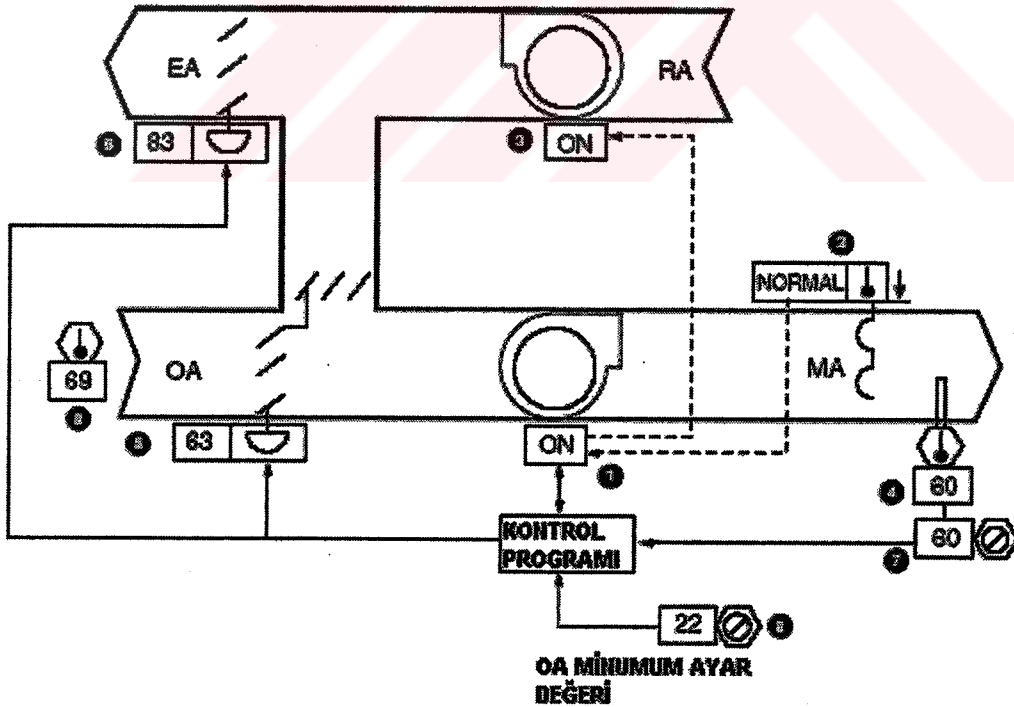 EA
RA
83
ON
NORMAL
OA
MA
69
63
ON
60
60
KONTROL
PROGRAMI
22
OA MİNUMUM AYAR
DEĞERİ